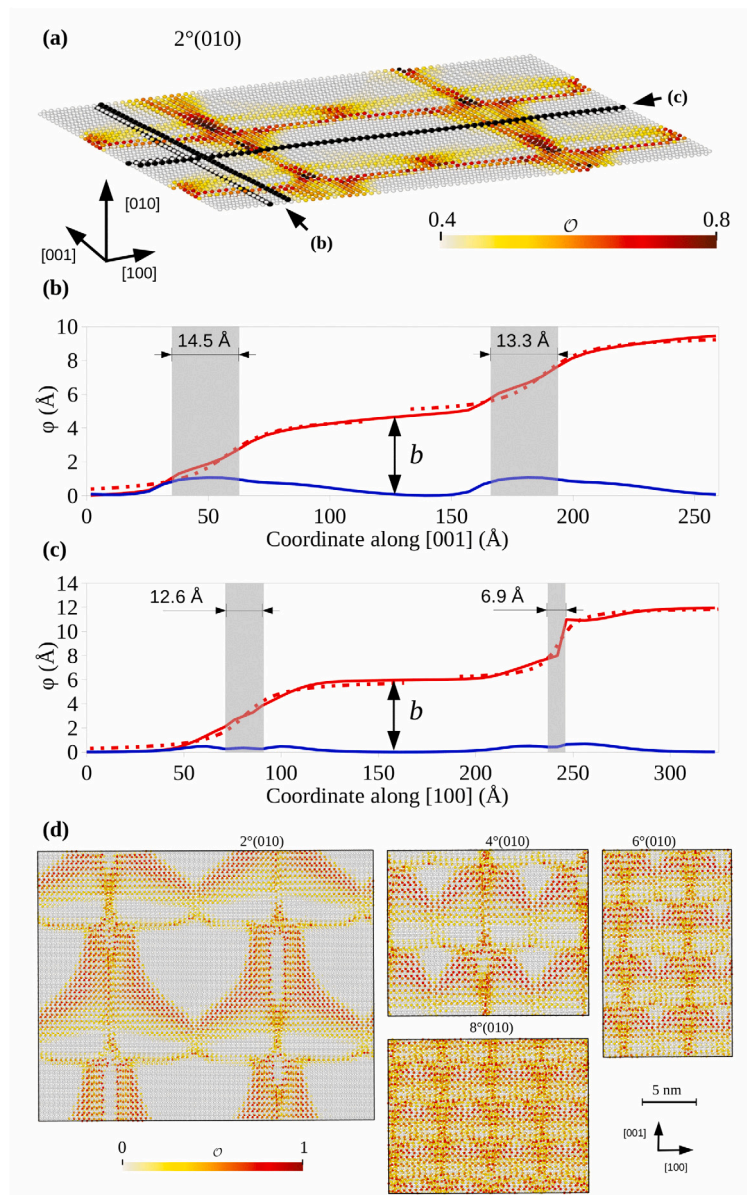 (a)
2°(010)
(c)
[010]
[001]
[100]
(b)
0.4 𝒪 0.8
(b)
10
8
6
4
2
0
φ (Å)
14.5 Å
13.3 Å
b
0 50 100 150 200 250
Coordinate along [001] (Å)
(c)
14
12
10
8
6
4
2
0
φ (Å)
12.6 Å
6.9 Å
b
0 50 100 150 200 250 300
Coordinate along [100] (Å)
(d)
2°(010)
4°(010)
6°(010)
8°(010)
5 nm
[001]
[100]
0 𝒪 1